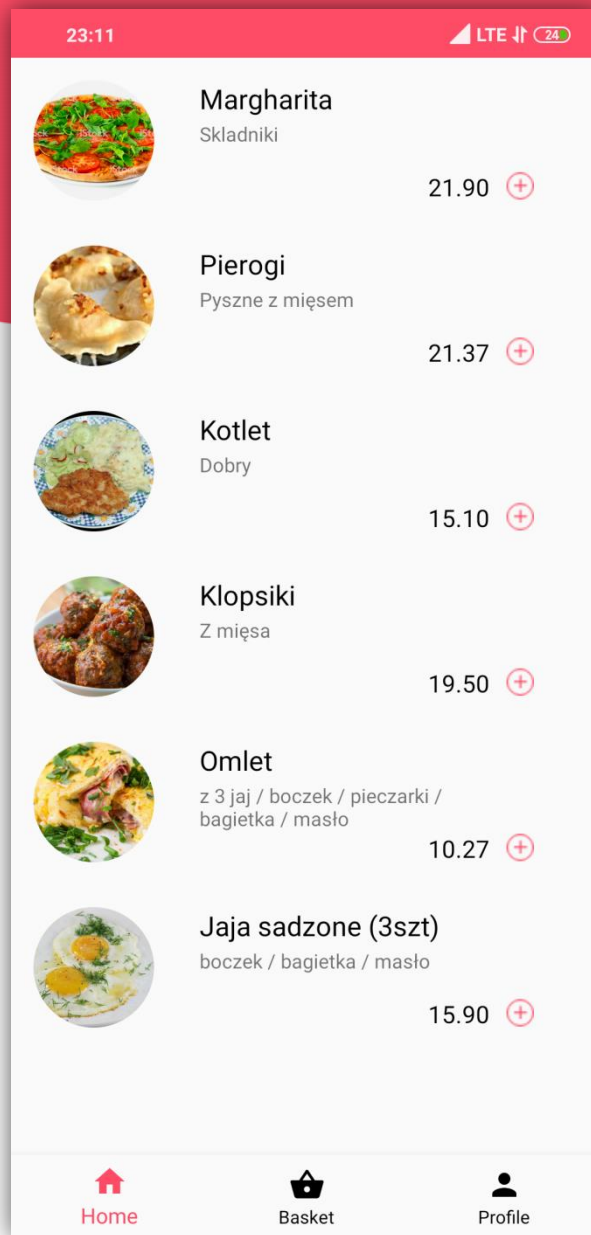 23:11 LTE 24
Margharita
Skladniki
21.90
Pierogi
Pyszne z mięsem
21.37
Kotlet
Dobry
15.10
Klopsiki
Z mięsa
19.50
Omlet
z 3 jaj / boczek / pieczarki /
bagietka / masło
10.27
Jaja sadzone (3szt)
boczek / bagietka / masło
15.90
Home Basket Profile